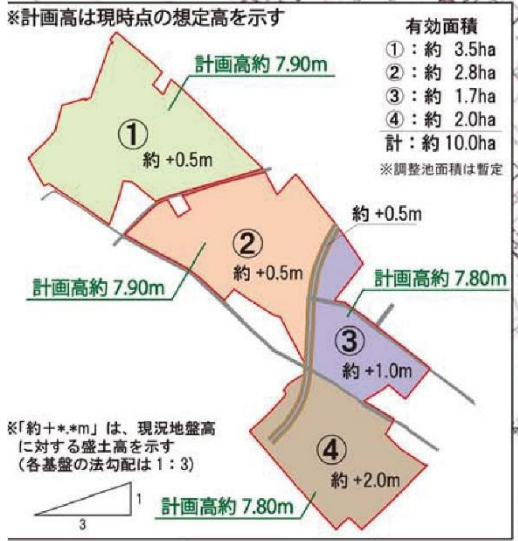 ※計画高は現時点の想定高を示す
有効面積
①：約 3.5ha
②：約 2.8ha
③：約 1.7ha
④：約 2.0ha
計：約 10.0ha
※調整池面積は暫定
計画高約 7.90m
①
約 +0.5m
約 +0.5m
②
約 +0.5m
計画高約 7.90m
計画高約 7.80m
③
約 +1.0m
※「約＋*.*m」は、現況地盤高
に対する盛土高を示す
（各基盤の法勾配は 1：3）
1
3
④
約 +2.0m
計画高約 7.80m